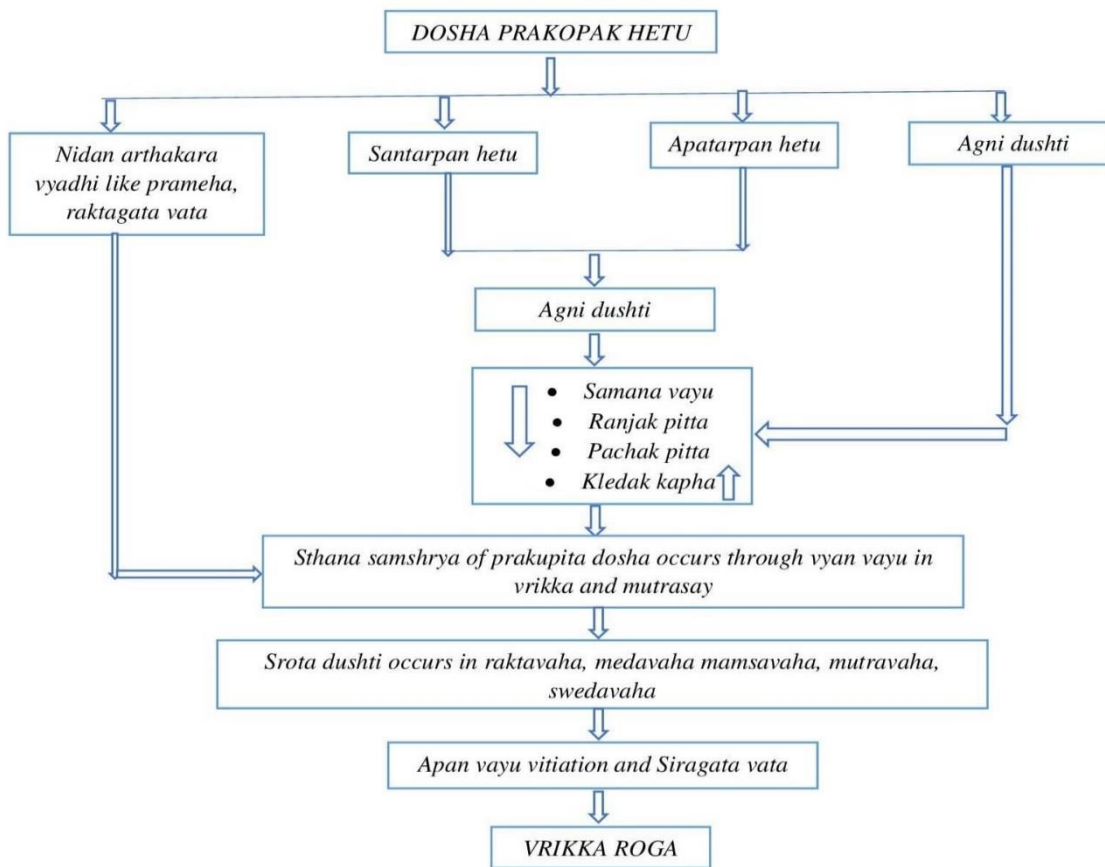 DOSHA PRAKOPAK HETU
Nidan arthakara
vyadhi like prameha,
raktagata vata
Santarpan hetu
Apatarpan hetu
Agni dushti
Agni dushti
• Samana vayu
• Ranjak pitta
• Pachak pitta
• Kledak kapha
Sthana samshrya of prakupita dosha occurs through vyan vayu in
vrikka and mutrasay
Srota dushti occurs in raktavaha, medavaha mamsavaha, mutravaha,
swedavaha
Apan vayu vitiation and Siragata vata
VRIKKA ROGA